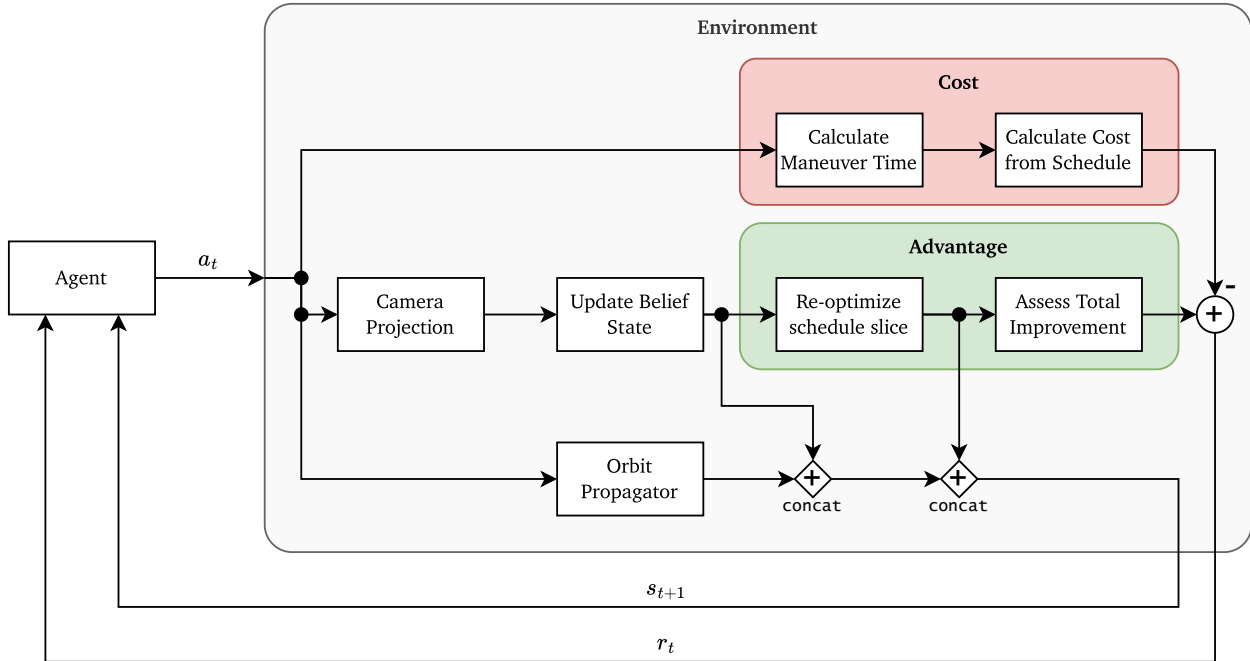 Environment
Cost
Calculate
Maneuver Time
Calculate Cost
from Schedule
Agent
a_t
Camera
Projection
Update Belief
State
Advantage
Re-optimize
schedule slice
Assess Total
Improvement
-
+
Orbit
Propagator
+
concat
+
concat
s_{t+1}
r_t